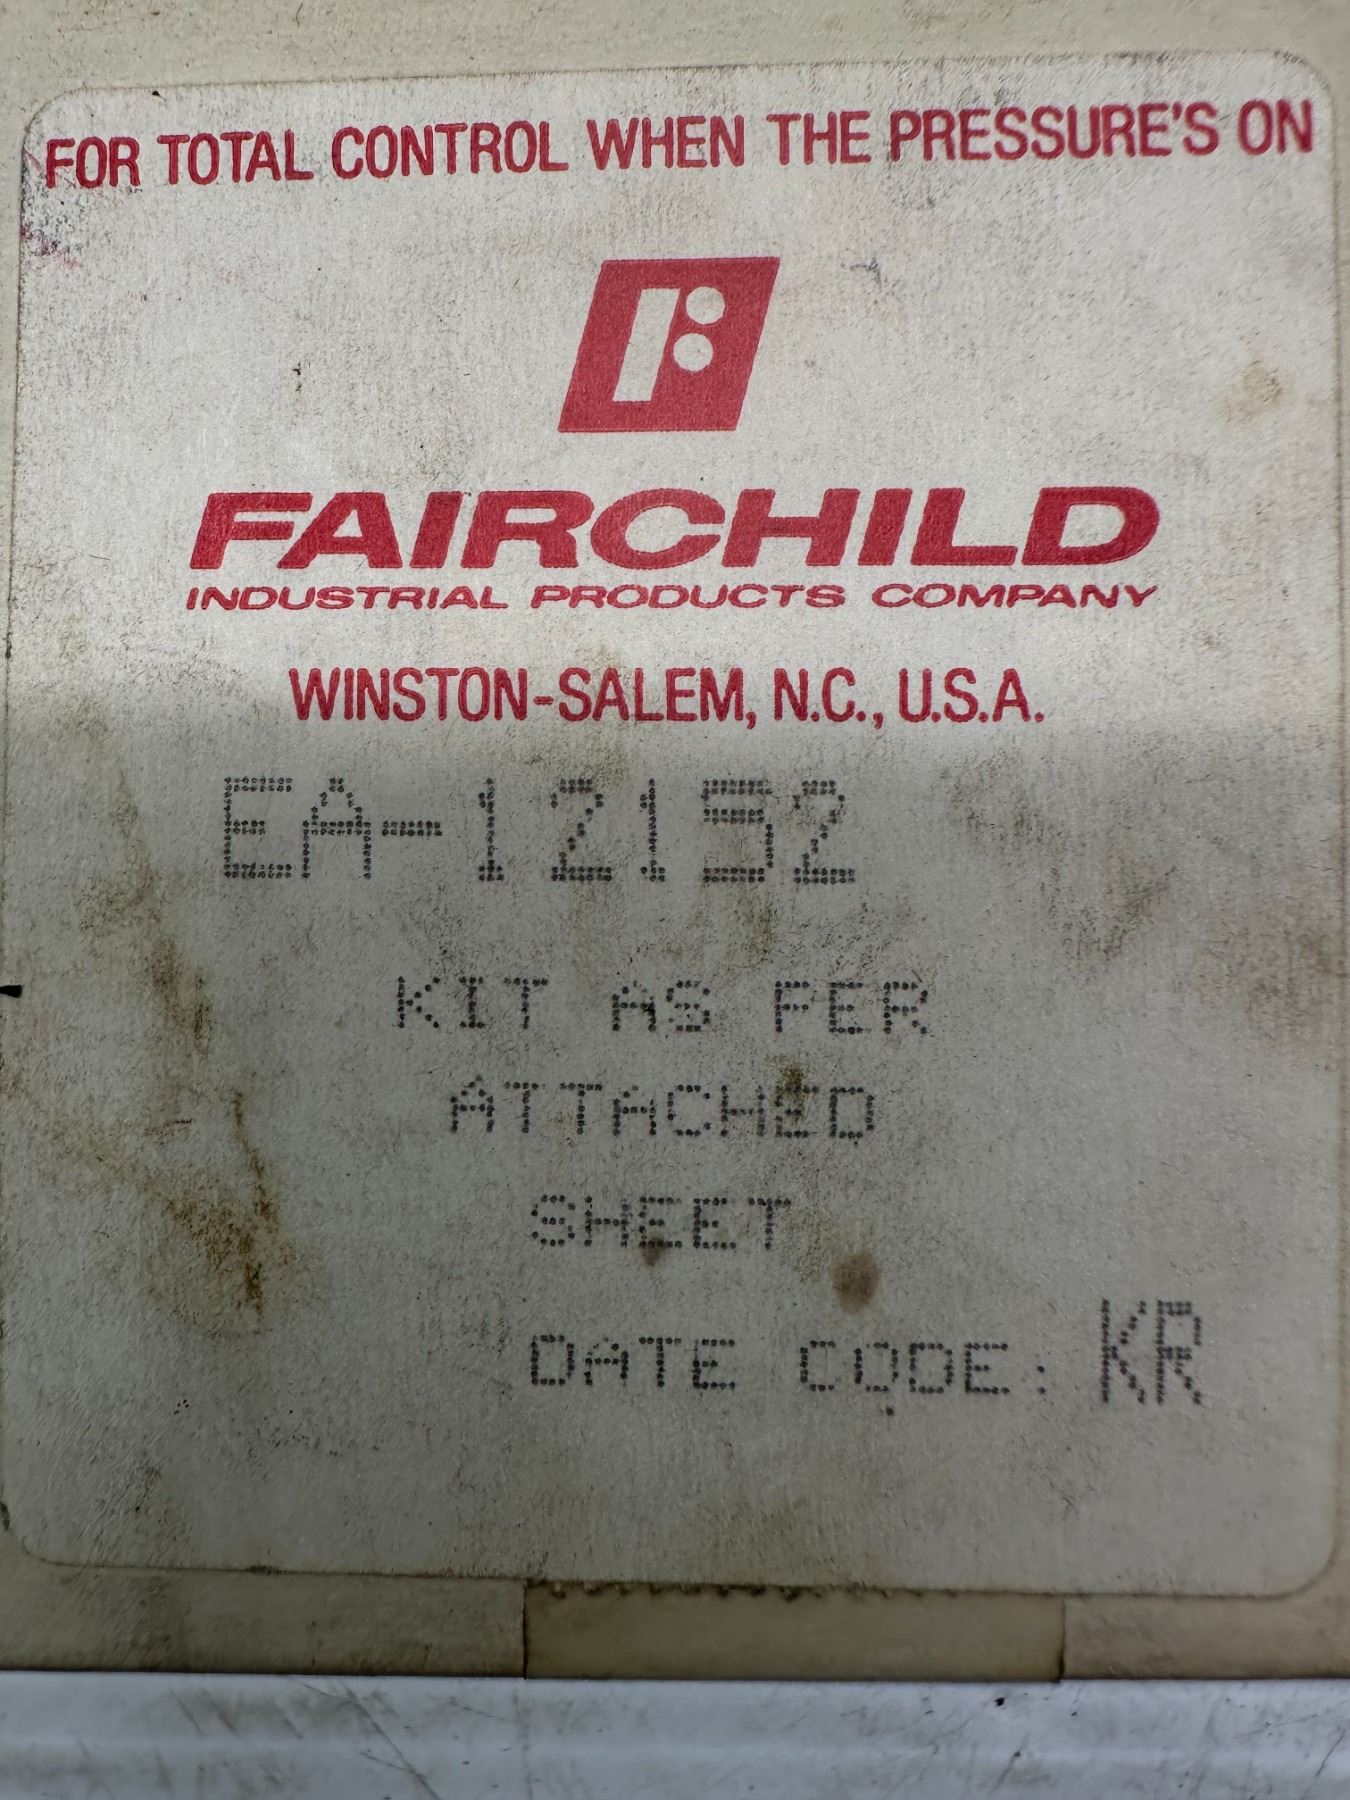 FOR TOTAL CONTROL WHEN THE PRESSURE'S ON
FAIRCHILD
INDUSTRIAL PRODUCTS COMPANY
WINSTON-SALEM, N.C., U.S.A.
EA-12152
KIT AS PER
ATTACHED
SHEET
DATE CODE: KR